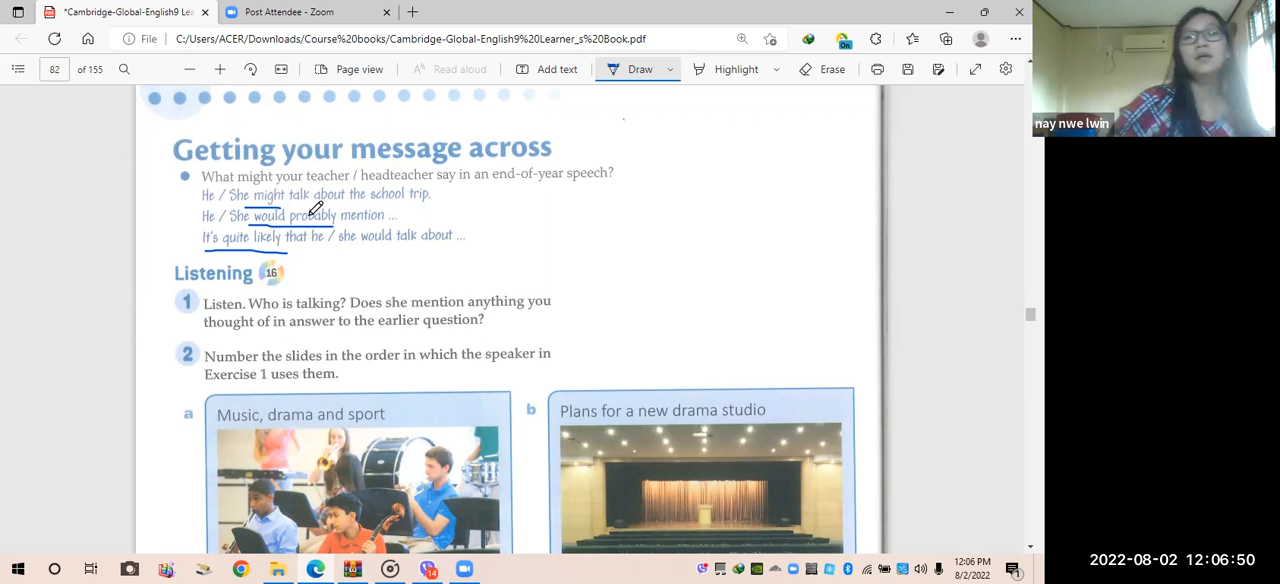 *Cambridge-Global-English9 Lea
Post Attendee - Zoom
File
C:/Users/ACER/Downloads/Course%20books/Cambridge-Global-English9%20Learner_s%20Book.pdf
On
82 of 155
Page view
Read aloud
Add text
Draw
Highlight
Erase
nay nwe lwin
Getting your message across
What might your teacher / headteacher say in an end-of-year speech?
He / She might talk about the school trip.
He / She would probably mention ...
It's quite likely that he / she would talk about ...
Listening 16
1 Listen. Who is talking? Does she mention anything you
thought of in answer to the earlier question?
2 Number the slides in the order in which the speaker in
Exercise 1 uses them.
a Music, drama and sport
b Plans for a new drama studio
14
12:06 PM
8/2/2022
1
2022-08-02 12:06:50